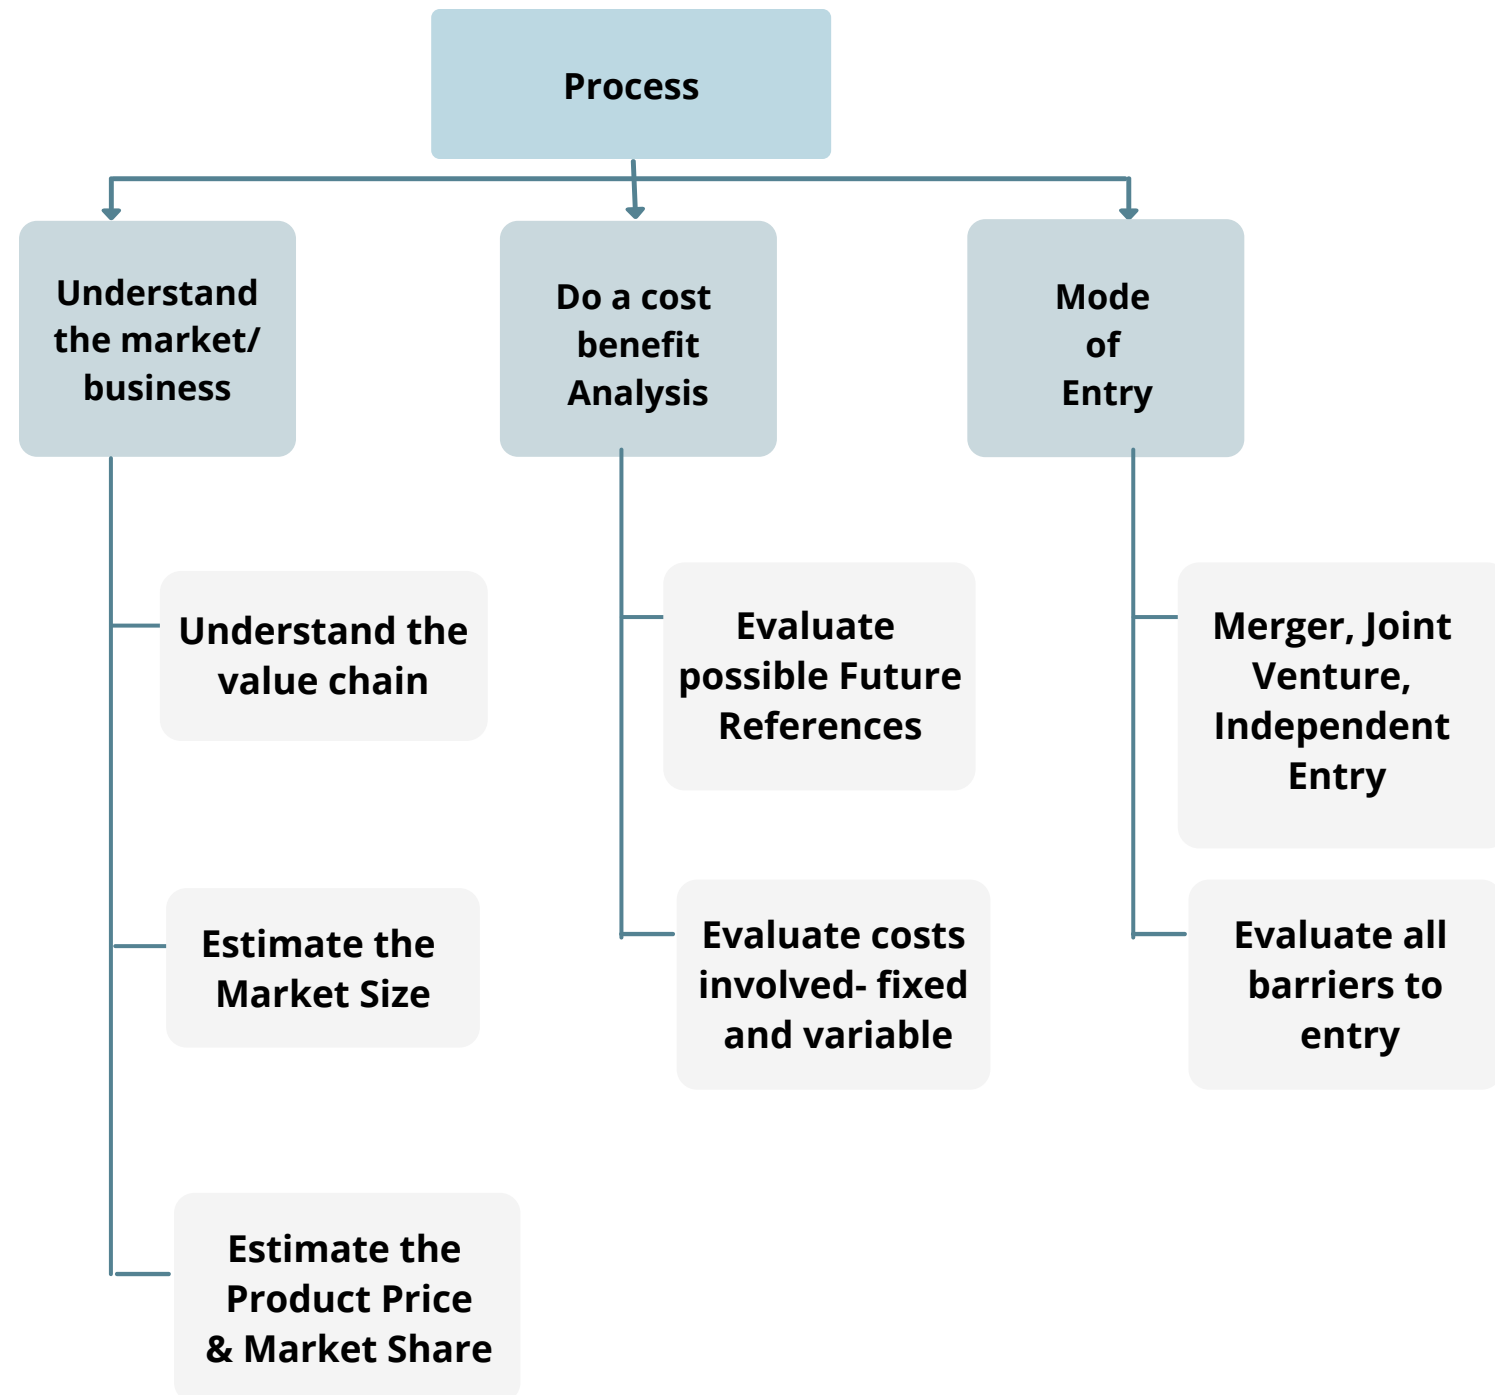 Process
Understand
the market/
business
Do a cost
benefit
Analysis
Mode
of
Entry
Understand the
value chain
Estimate the
Market Size
Estimate the
Product Price
& Market Share
Evaluate
possible Future
References
Evaluate costs
involved- fixed
and variable
Merger, Joint
Venture,
Independent
Entry
Evaluate all
barriers to
entry